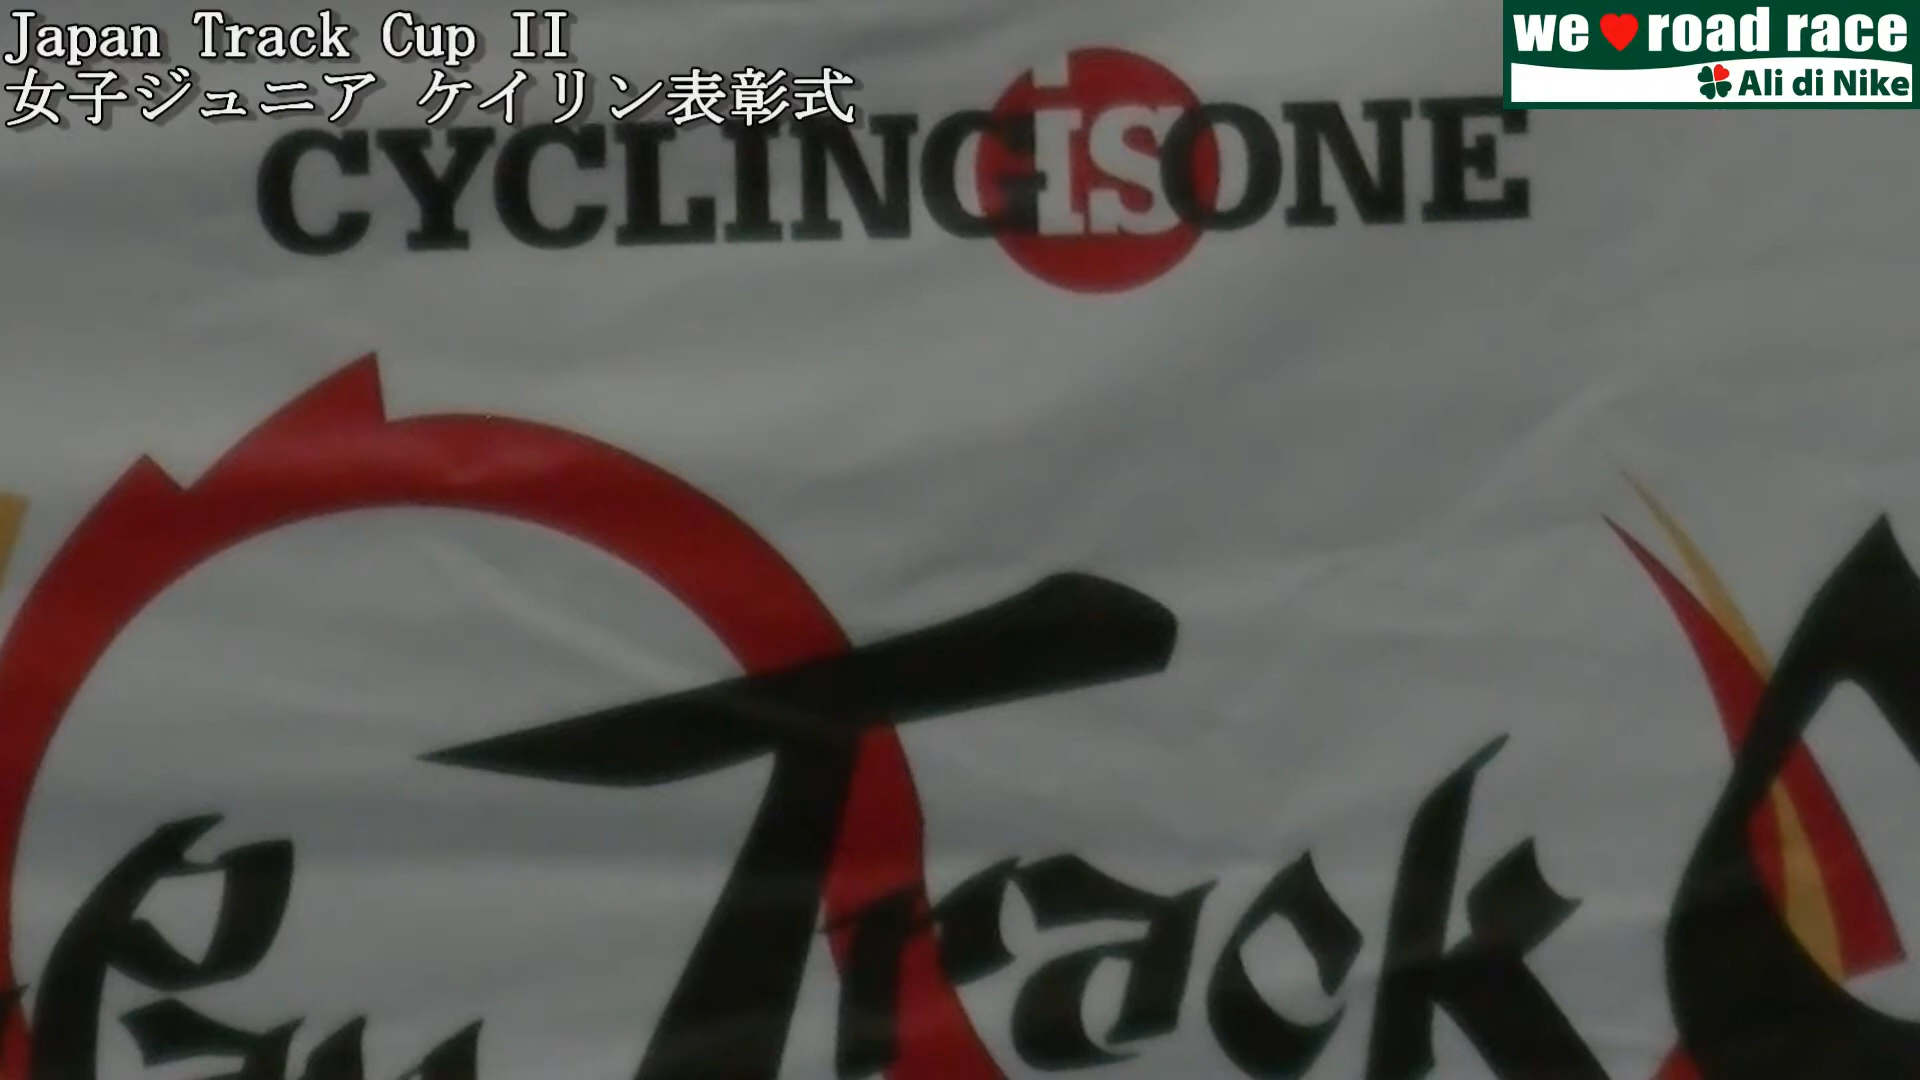 Japan Track Cup II
女子ジュニア ケイリン表彰式
we road race
Ali di Nike
CYCLING is ONE
Track